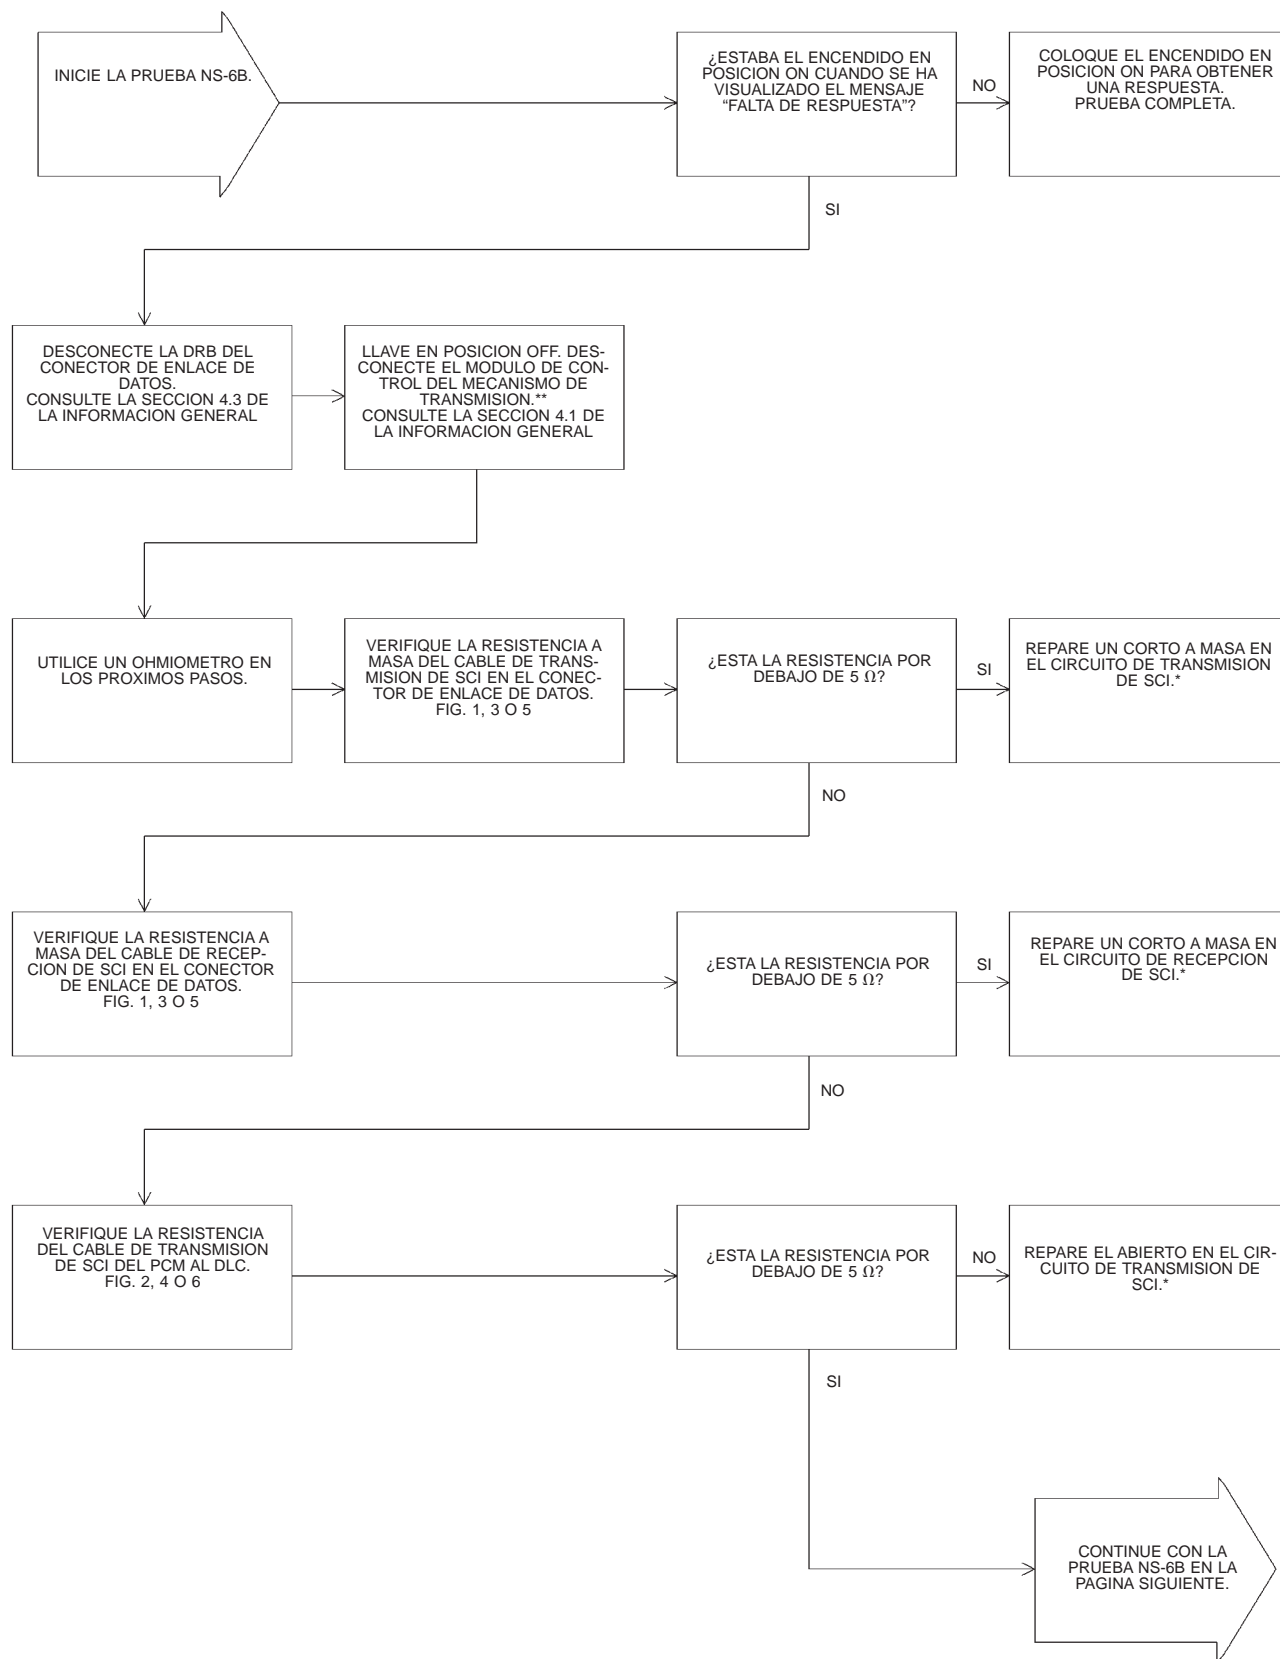 INICIE LA PRUEBA NS-6B.
¿ESTABA EL ENCENDIDO EN
POSICION ON CUANDO SE HA
VISUALIZADO EL MENSAJE
“FALTA DE RESPUESTA”?
NO
COLOQUE EL ENCENDIDO EN
POSICION ON PARA OBTENER
UNA RESPUESTA.
PRUEBA COMPLETA.
SI
DESCONECTE LA DRB DEL
CONECTOR DE ENLACE DE
DATOS.
CONSULTE LA SECCION 4.3 DE
LA INFORMACION GENERAL
LLAVE EN POSICION OFF. DES-
CONECTE EL MODULO DE CON-
TROL DEL MECANISMO DE
TRANSMISION.**
CONSULTE LA SECCION 4.1 DE
LA INFORMACION GENERAL
UTILICE UN OHMIOMETRO EN
LOS PROXIMOS PASOS.
VERIFIQUE LA RESISTENCIA A
MASA DEL CABLE DE TRANS-
MISION DE SCI EN EL CONEC-
TOR DE ENLACE DE DATOS.
FIG. 1, 3 O 5
¿ESTA LA RESISTENCIA POR
DEBAJO DE 5 Ω?
SI
REPARE UN CORTO A MASA EN
EL CIRCUITO DE TRANSMISION
DE SCI.*
NO
VERIFIQUE LA RESISTENCIA A
MASA DEL CABLE DE RECEP-
CION DE SCI EN EL CONECTOR
DE ENLACE DE DATOS.
FIG. 1, 3 O 5
¿ESTA LA RESISTENCIA POR
DEBAJO DE 5 Ω?
SI
REPARE UN CORTO A MASA EN
EL CIRCUITO DE RECEPCION
DE SCI.*
NO
VERIFIQUE LA RESISTENCIA
DEL CABLE DE TRANSMISION
DE SCI DEL PCM AL DLC.
FIG. 2, 4 O 6
¿ESTA LA RESISTENCIA POR
DEBAJO DE 5 Ω?
NO
REPARE EL ABIERTO EN EL CIR-
CUITO DE TRANSMISION DE
SCI.*
SI
CONTINUE CON LA
PRUEBA NS-6B EN LA
PAGINA SIGUIENTE.